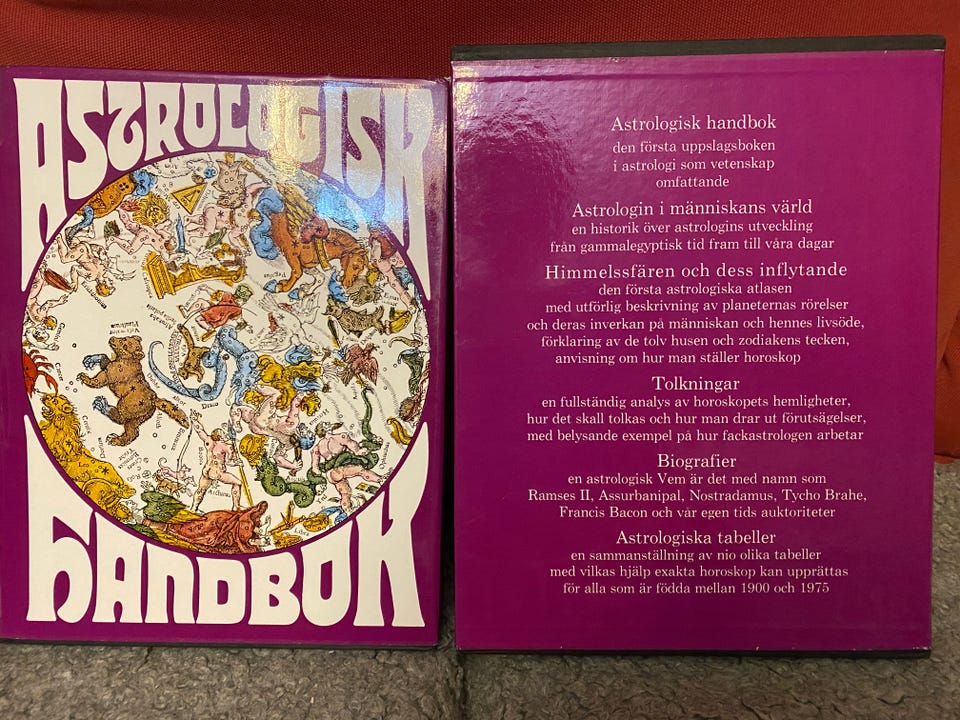 ASTROLOGISK
HANDBOK
Astrologisk handbok
den första uppslagsboken
i astrologi som vetenskap
omfattande
Astrologin i människans värld
en historik över astrologins utveckling
från gammalegyptisk tid fram till våra dagar
Himmelssfären och dess inflytande
den första astrologiska atlasen
med utförlig beskrivning av planeternas rörelser
och deras inverkan på människan och hennes livsöde,
förklaring av de tolv husen och zodiakens tecken,
anvisning om hur man ställer horoskop
Tolkningar
en fullständig analys av horoskopets hemligheter,
hur det skall tolkas och hur man drar ut förutsägelser,
med belysande exempel på hur fackastrologen arbetar
Biografier
en astrologisk Vem är det med namn som
Ramses II, Assurbanipal, Nostradamus, Tycho Brahe,
Francis Bacon och vår egen tids auktoriteter
Astrologiska tabeller
en sammanställning av nio olika tabeller
med vilkas hjälp exakta horoskop kan upprättas
för alla som är födda mellan 1900 och 1975